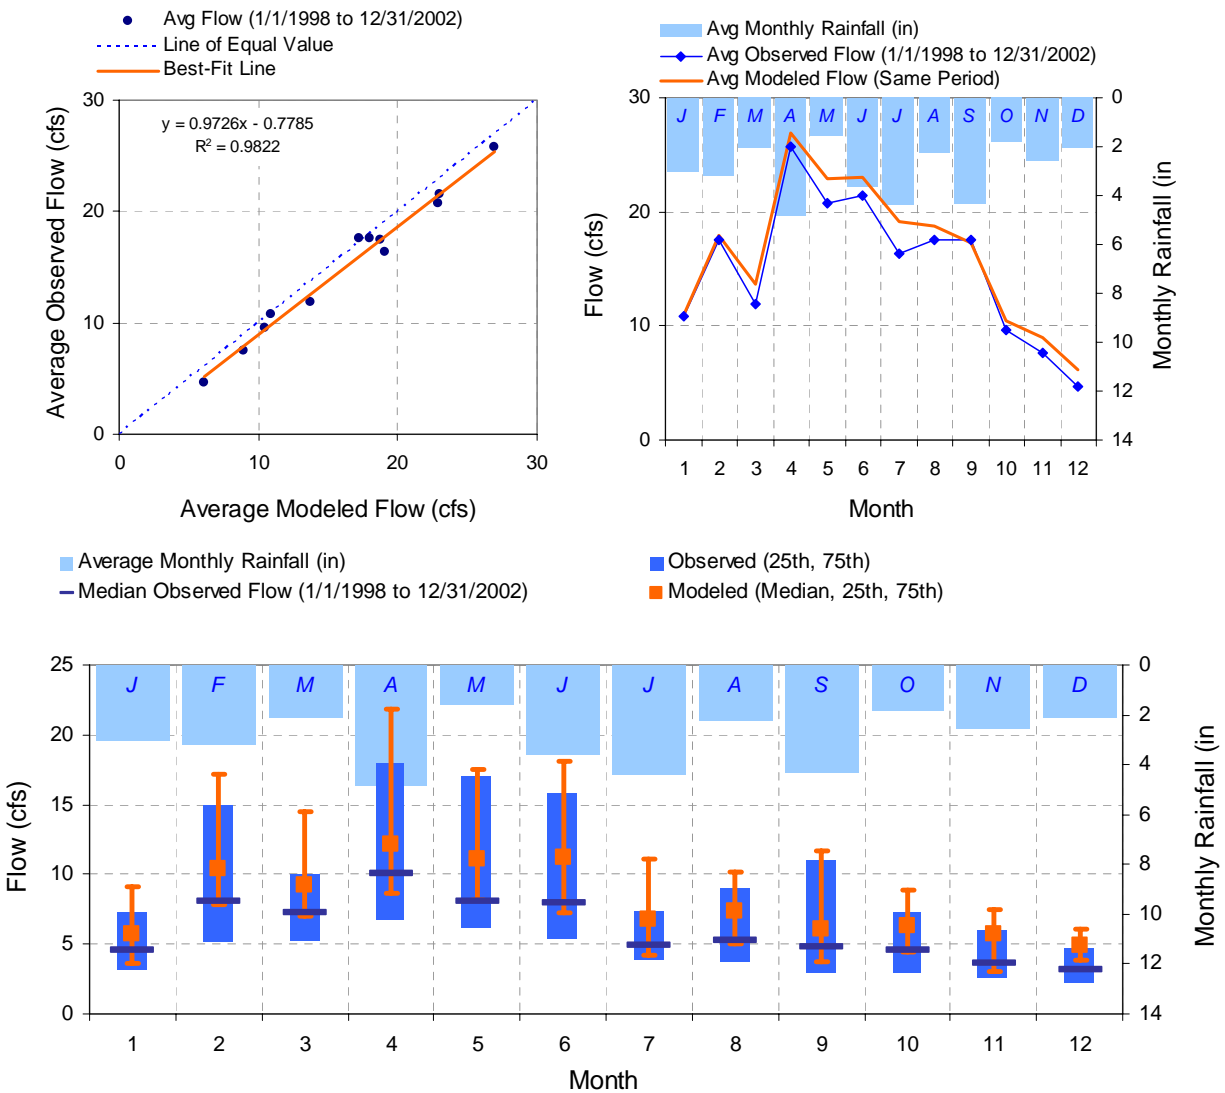 Avg Flow (1/1/1998 to 12/31/2002)
Line of Equal Value
Best-Fit Line
30
y = 0.9726x - 0.7785
R² = 0.9822
20
10
0
0 10 20 30
Average Observed Flow (cfs)
Average Modeled Flow (cfs)
Avg Monthly Rainfall (in)
Avg Observed Flow (1/1/1998 to 12/31/2002)
Avg Modeled Flow (Same Period)
J F M A M J J A S O N D
30
20
10
0
Flow (cfs)
0
2
4
6
8
10
12
14
Monthly Rainfall (in
1 2 3 4 5 6 7 8 9 10 11 12
Month
Average Monthly Rainfall (in)
Median Observed Flow (1/1/1998 to 12/31/2002)
Observed (25th, 75th)
Modeled (Median, 25th, 75th)
J F M A M J J A S O N D
25
20
15
10
5
0
Flow (cfs)
0
2
4
6
8
10
12
14
Monthly Rainfall (in
1 2 3 4 5 6 7 8 9 10 11 12
Month